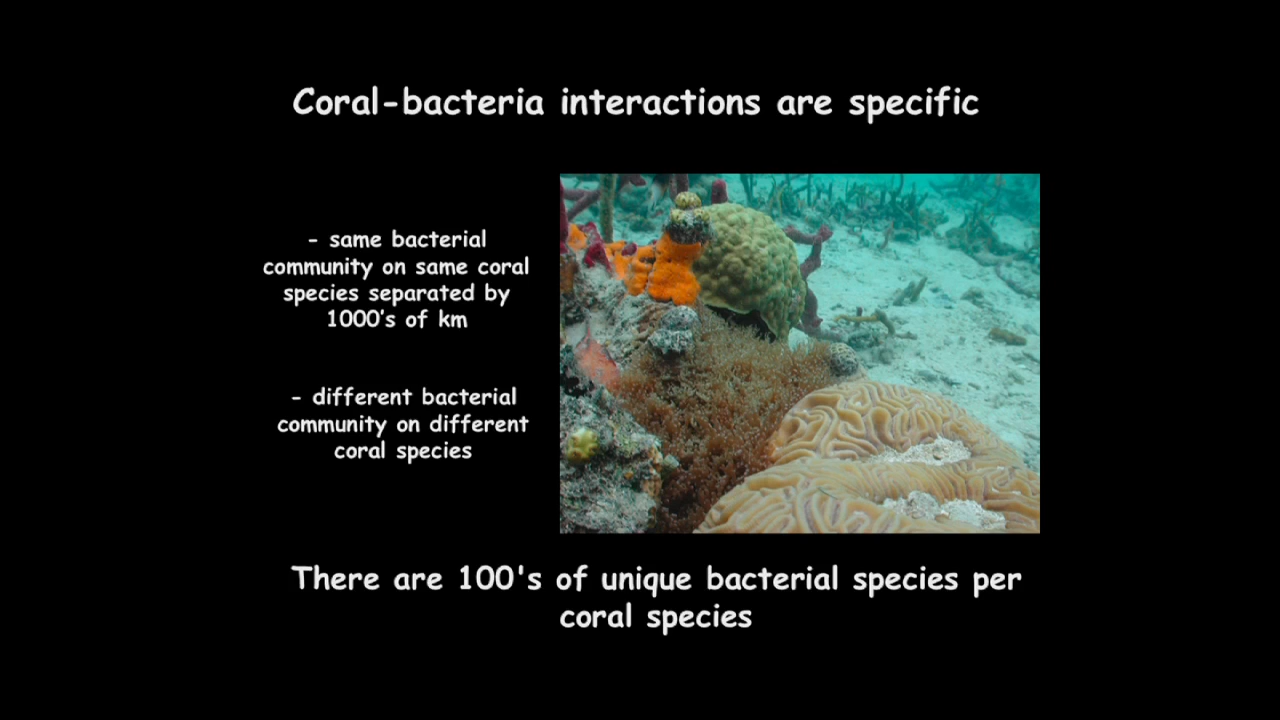 Coral-bacteria interactions are specific
- same bacterial
community on same coral
species separated by
1000's of km
- different bacterial
community on different
coral species
There are 100's of unique bacterial species per
coral species